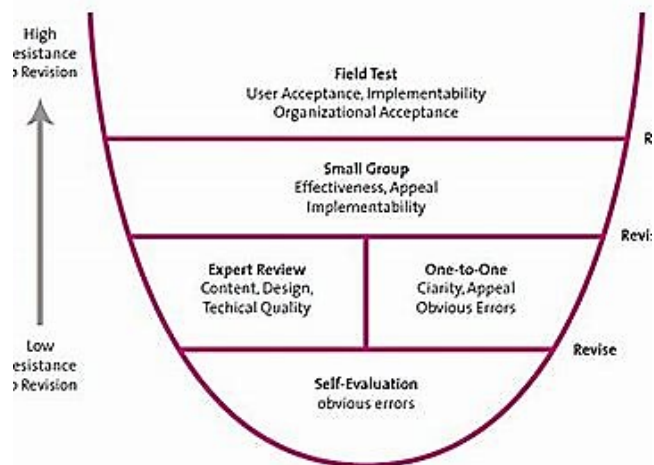 High
esistance
o Revision
Field Test
User Acceptance, Implementability
Organizational Acceptance
R
Small Group
Effectiveness, Appeal
Implementability
Revis
Expert Review
Content, Design,
Techical Quality
One-to-One
Clarity, Appeal
Obvious Errors
Low
esistance
o Revision
Revise
Self-Evaluation
obvious errors